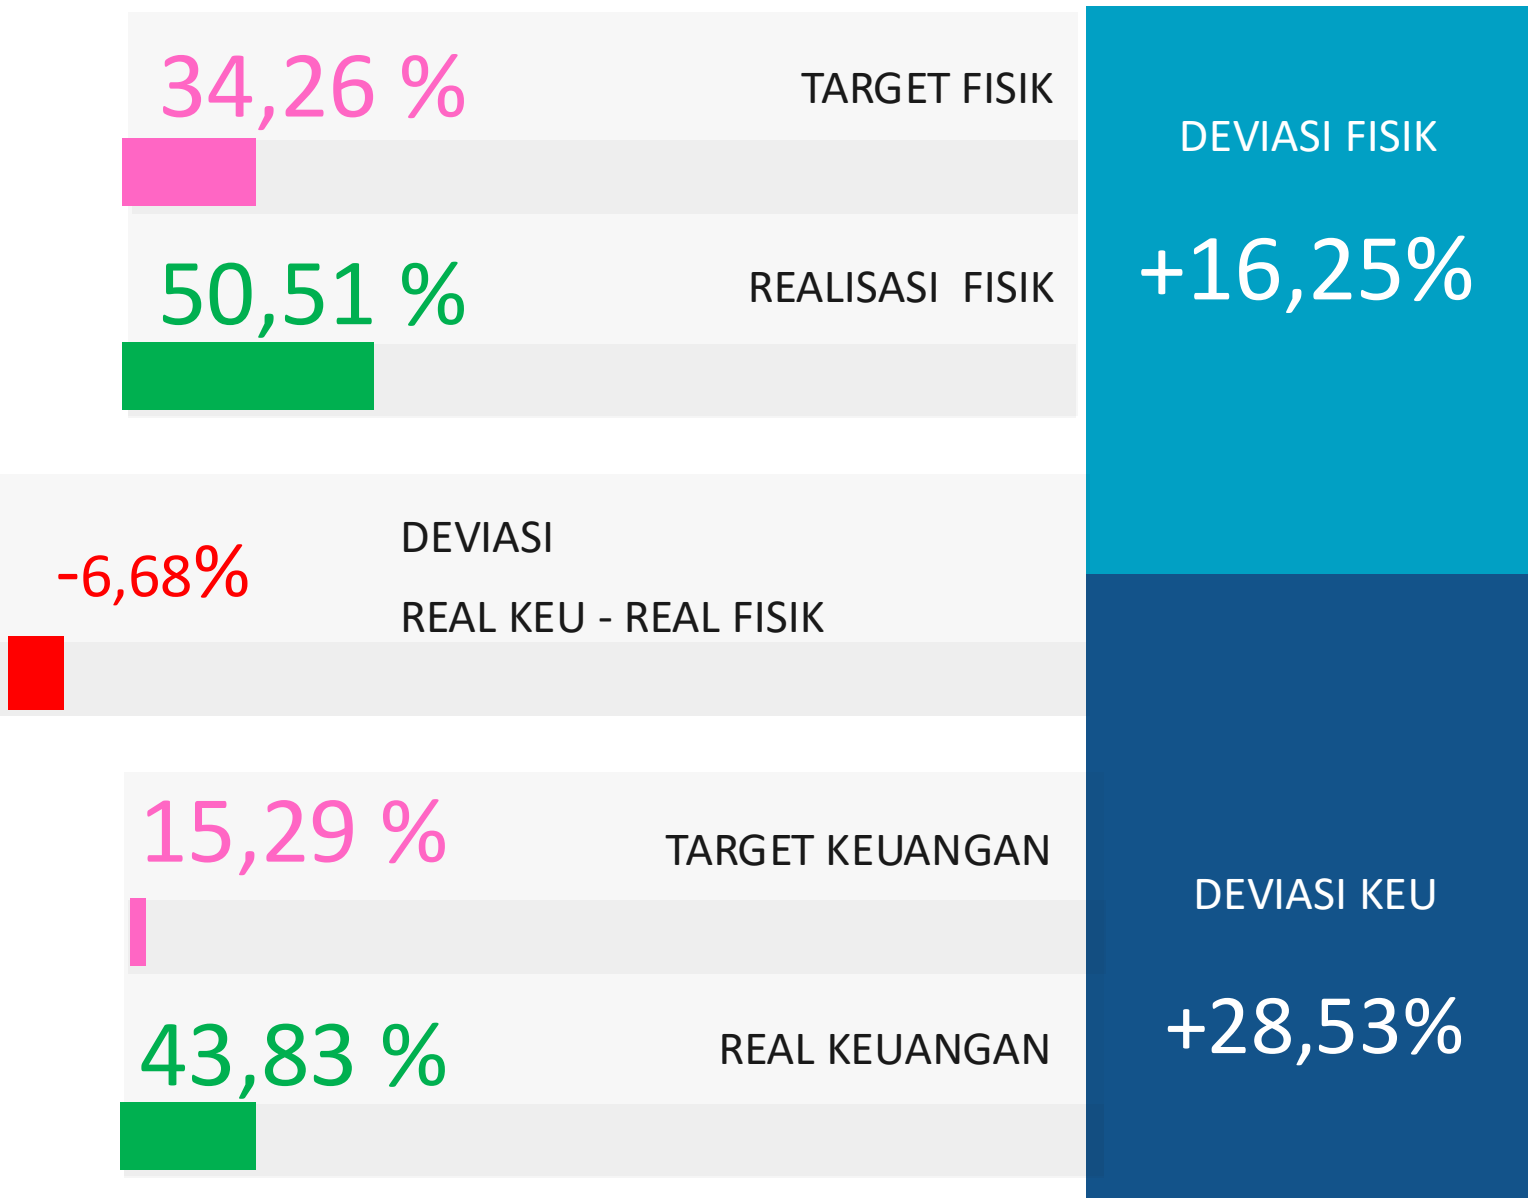 34,26 %
TARGET FISIK
50,51 %
REALISASI FISIK
DEVIASI FISIK
+16,25%
-6,68%
DEVIASI
REAL KEU - REAL FISIK
15,29 %
TARGET KEUANGAN
43,83 %
REAL KEUANGAN
DEVIASI KEU
+28,53%